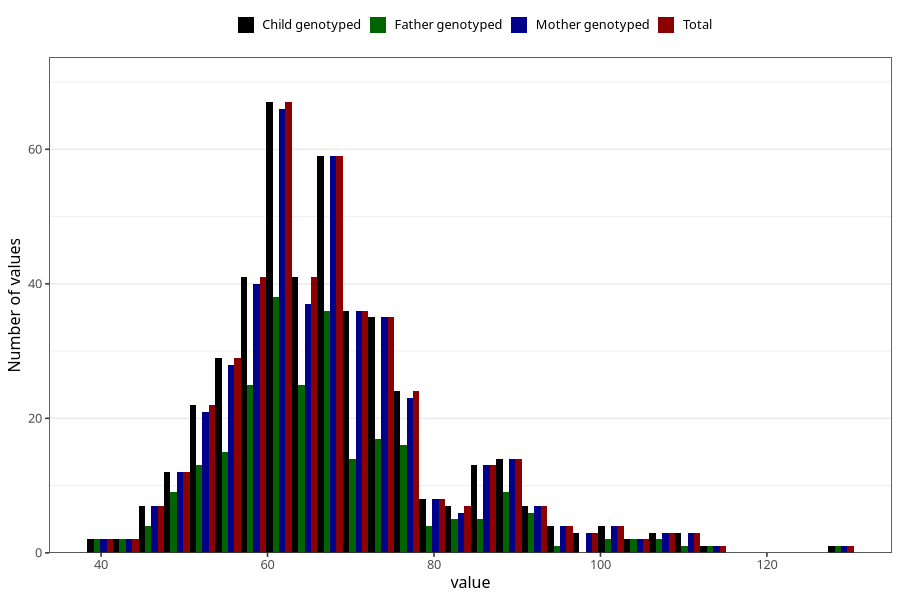 Child genotyped Father genotyped Mother genotyped Total
Number of values
60
40
20
0
40 60 80 100 120
value